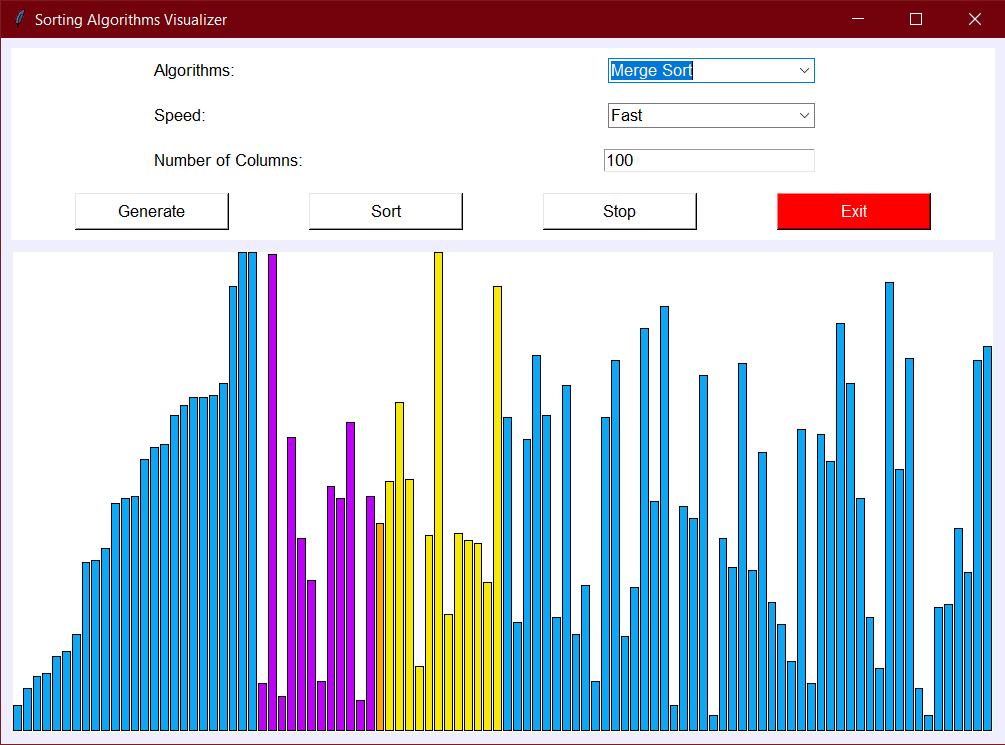 Sorting Algorithms Visualizer
Algorithms: Merge Sort
Speed: Fast
Number of Columns: 100
Generate Sort Stop Exit